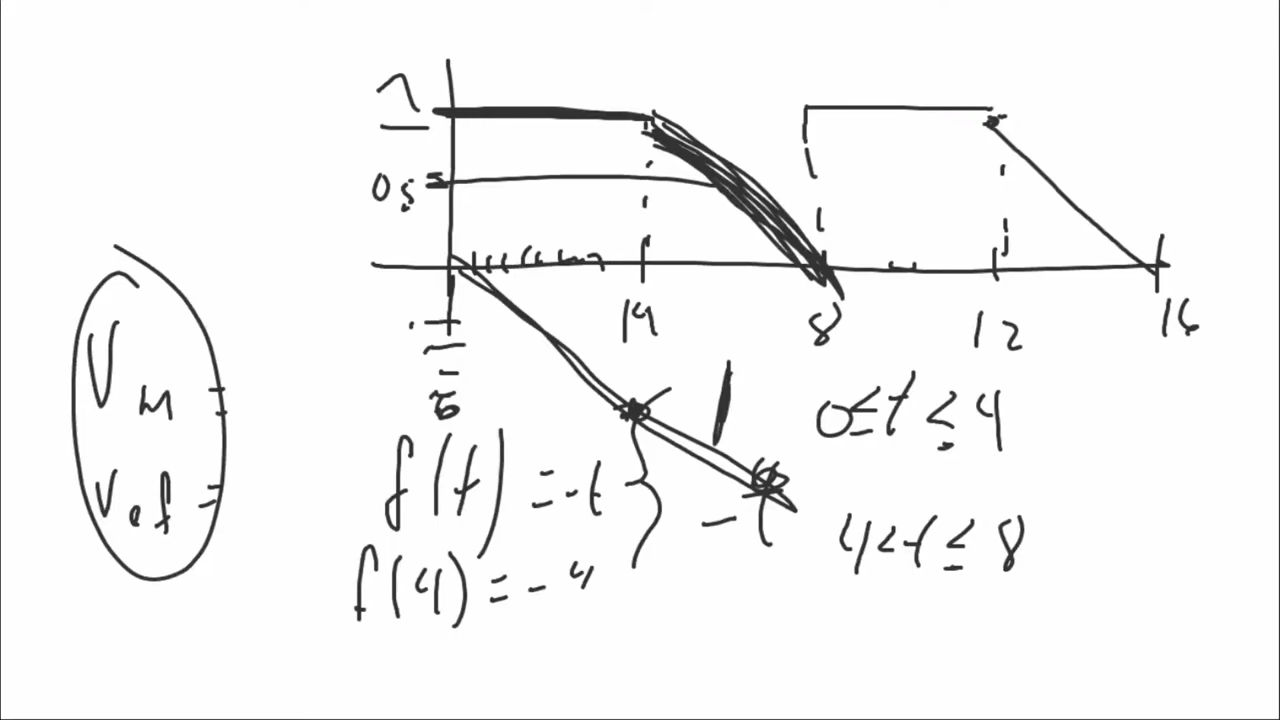 1
0,5
4 8 12 16
Vm =
Vef =
f(t) = -t
f(4) = -4
-t
0 ≤ t ≤ 4
4 < t ≤ 8